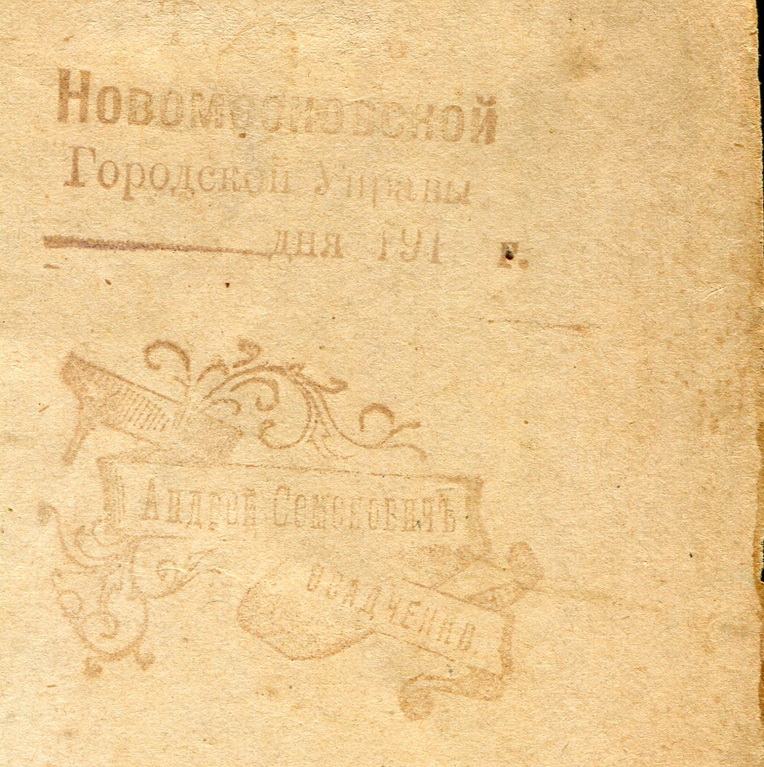 Новомосковской
Городской Управы
дня 191 г.
Андрей Семеновичъ
ОСАДЧЕНКО